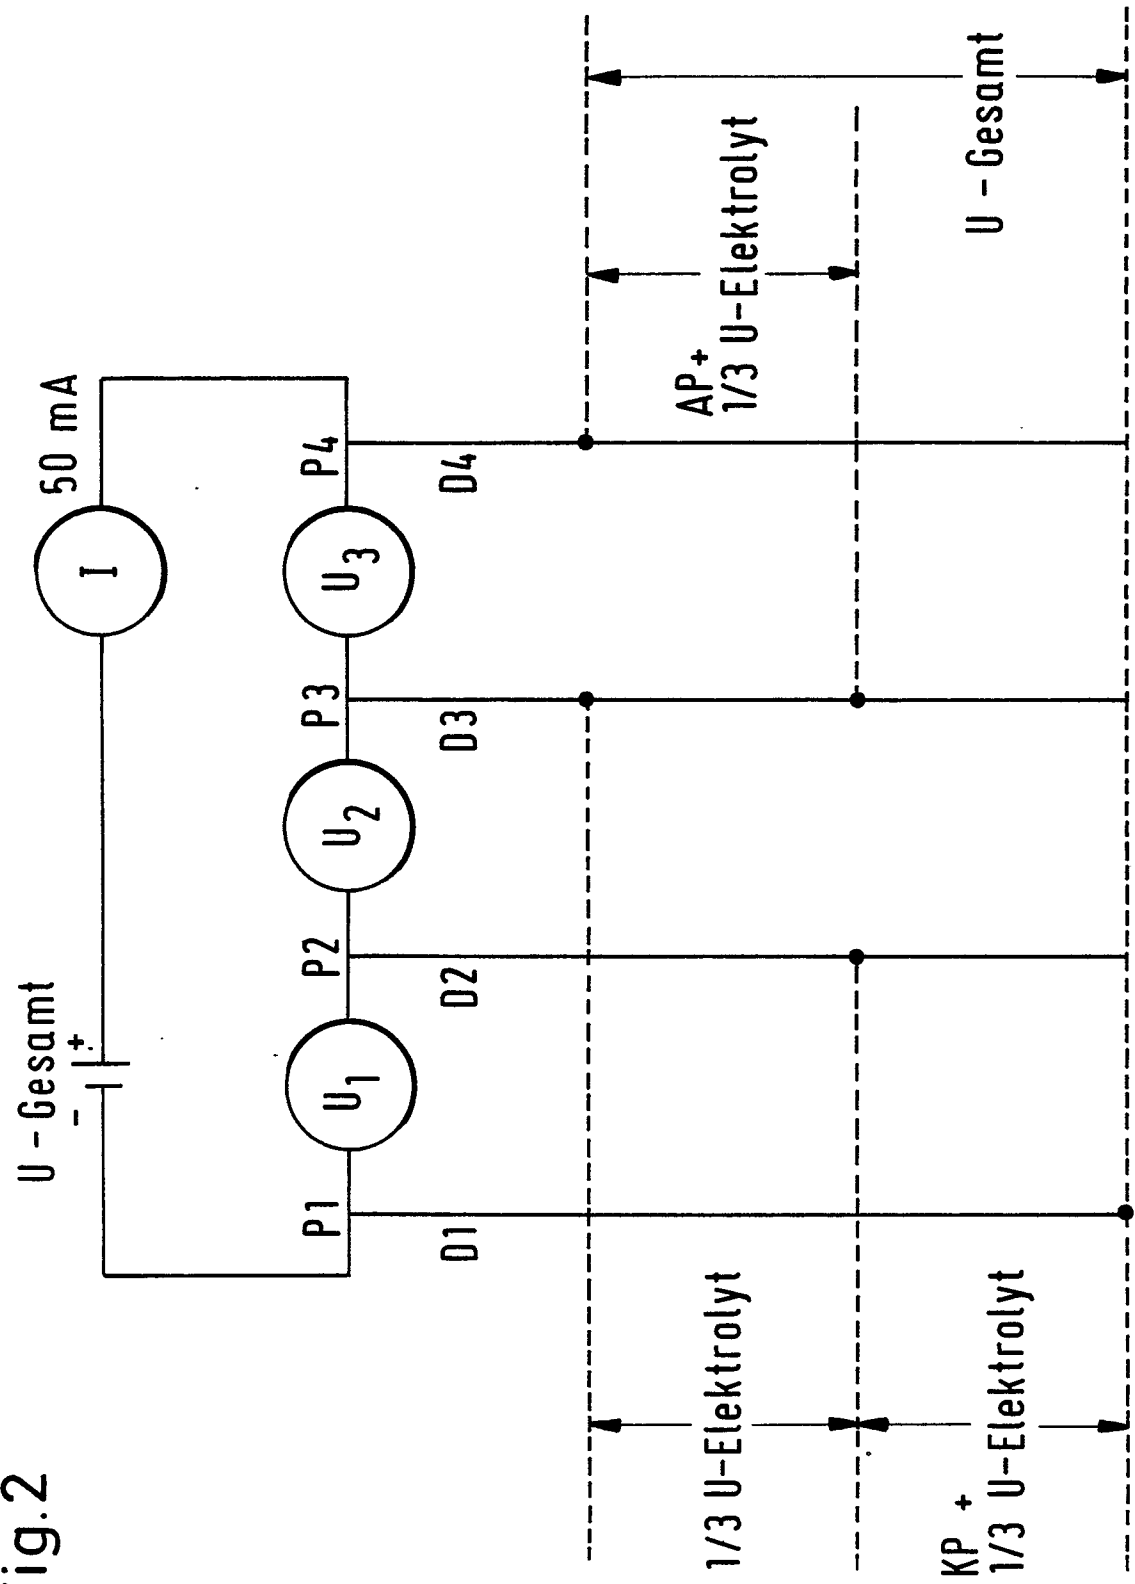 Fig.2
U - Gesamt
- +
I
50 mA
P1
U1
P2
U2
P3
U3
P4
D1
D2
D3
D4
1/3 U-Elektrolyt
KP +
1/3 U-Elektrolyt
AP +
1/3 U-Elektrolyt
U - Gesamt